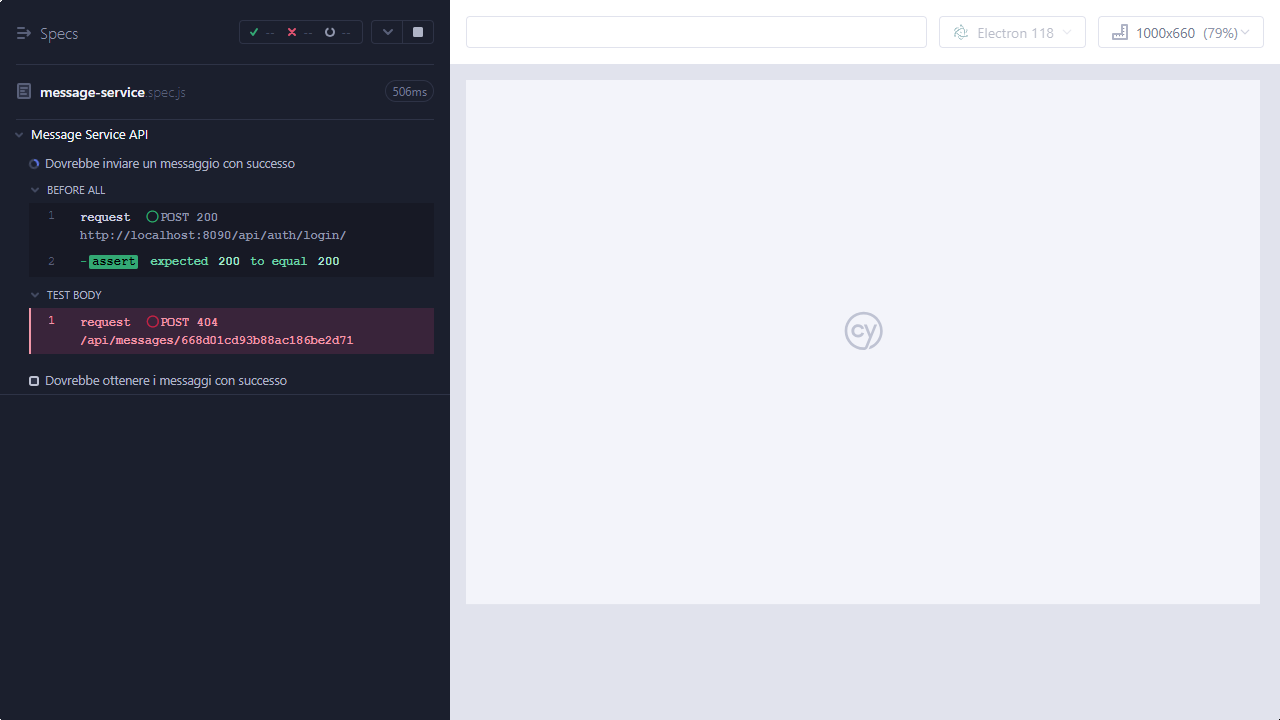 Specs
-- -- --
message-service.spec.js 506ms
Message Service API
Dovrebbe inviare un messaggio con successo
BEFORE ALL
1 request POST 200
http://localhost:8090/api/auth/login/
2 -assert expected 200 to equal 200
TEST BODY
1 request POST 404
/api/messages/668d01cd93b88ac186be2d71
Dovrebbe ottenere i messaggi con successo
Electron 118
1000x660 (79%)
cy